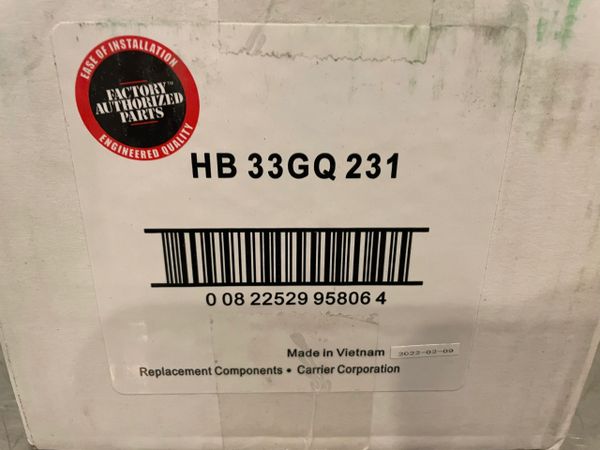 EASE OF INSTALLATION
FACTORY™
AUTHORIZED
PARTS
ENGINEERED QUALITY
HB 33GQ 231
0 08 22529 95806 4
Made in Vietnam 2022-02-09
Replacement Components • Carrier Corporation